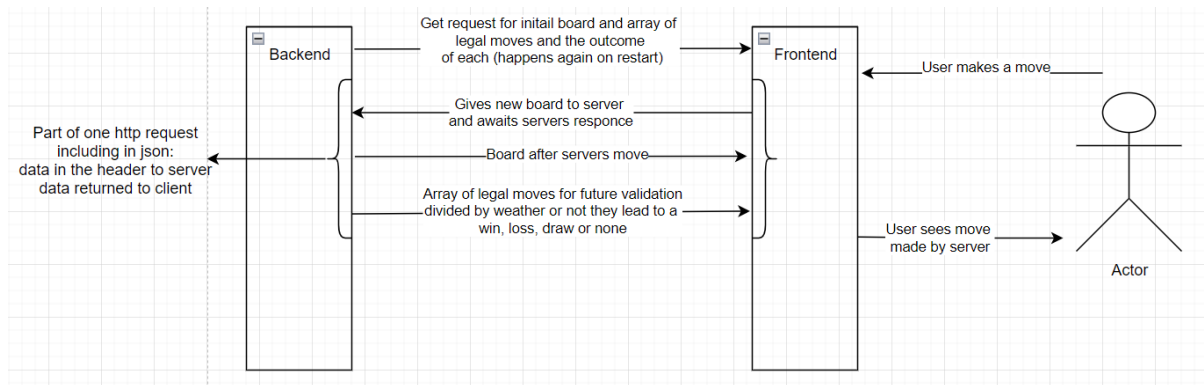 Backend
Get request for initail board and array of
legal moves and the outcome
of each (happens again on restart)
Frontend
User makes a move
Gives new board to server
and awaits servers responce
Part of one http request
including in json:
data in the header to server
data returned to client
Board after servers move
Array of legal moves for future validation
divided by weather or not they lead to a
win, loss, draw or none
User sees move
made by server
Actor